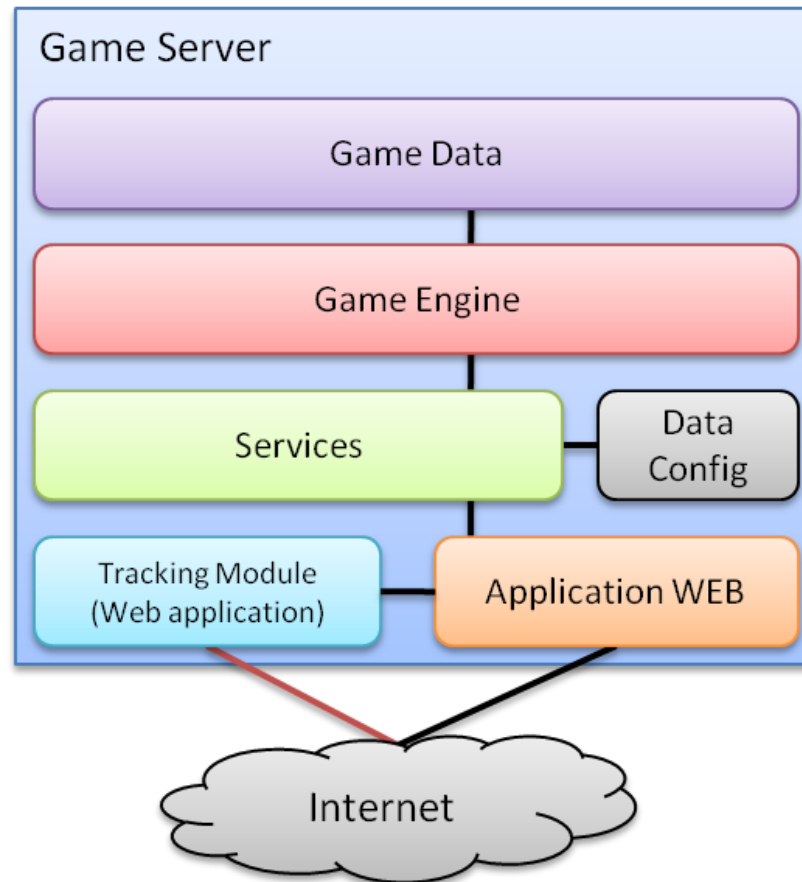 Game Server
Game Data
Game Engine
Services
Data
Config
Tracking Module
(Web application)
Application WEB
Internet